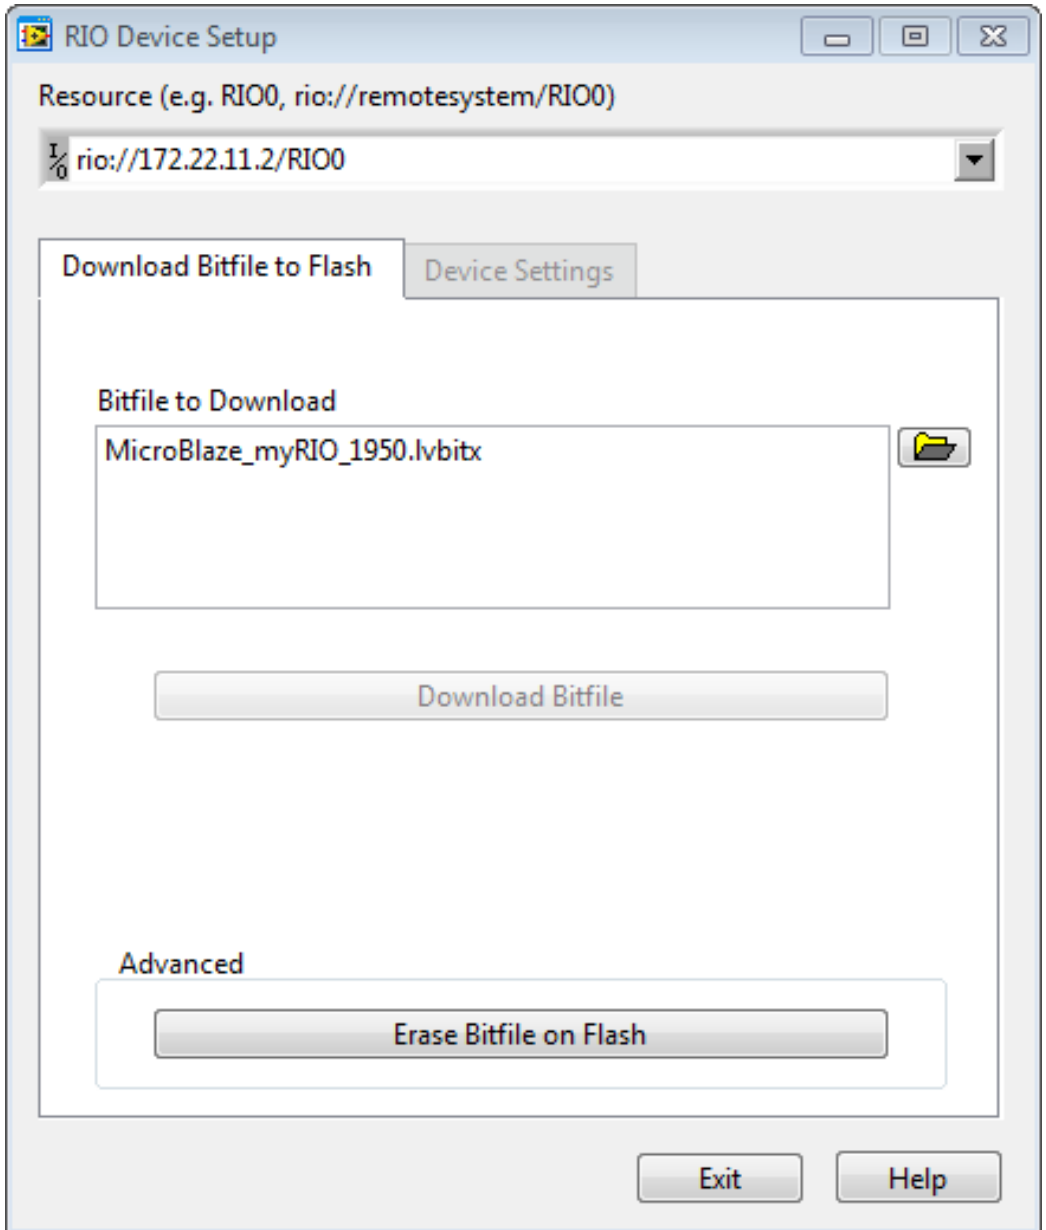 RIO Device Setup
Resource (e.g. RIO0, rio://remotesystem/RIO0)
I/O rio://172.22.11.2/RIO0
Download Bitfile to Flash
Device Settings
Bitfile to Download
MicroBlaze_myRIO_1950.lvbitx
Download Bitfile
Advanced
Erase Bitfile on Flash
Exit
Help